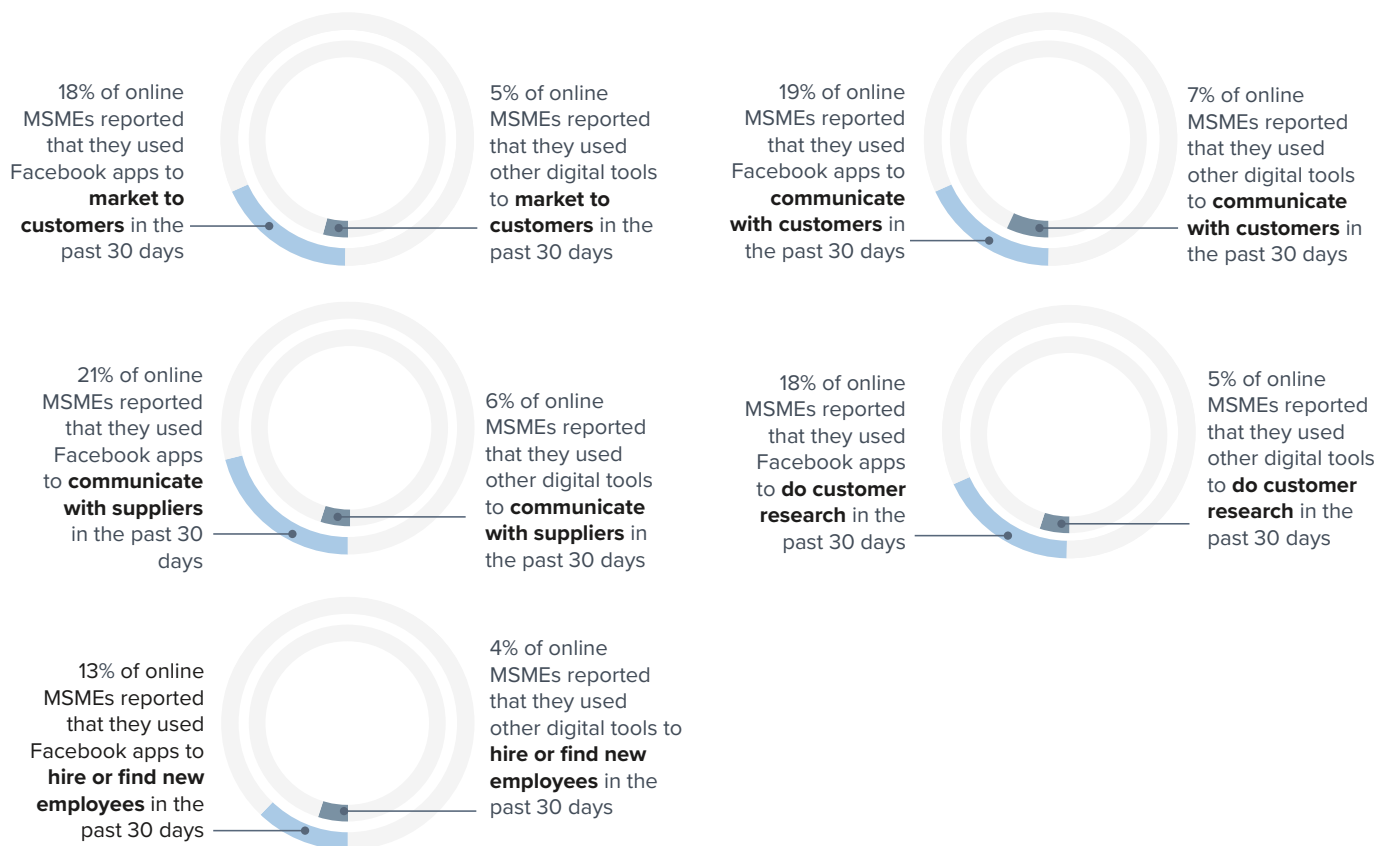 18% of online
MSMEs reported
that they used
Facebook apps to
market to
customers in the
past 30 days
5% of online
MSMEs reported
that they used
other digital tools
to market to
customers in the
past 30 days
19% of online
MSMEs reported
that they used
Facebook apps to
communicate
with customers in
the past 30 days
7% of online
MSMEs reported
that they used
other digital tools
to communicate
with customers in
the past 30 days
21% of online
MSMEs reported
that they used
Facebook apps
to communicate
with suppliers
in the past 30
days
6% of online
MSMEs reported
that they used
other digital tools
to communicate
with suppliers in
the past 30 days
18% of online
MSMEs reported
that they used
Facebook apps
to do customer
research in the
past 30 days
5% of online
MSMEs reported
that they used
other digital tools
to do customer
research in the
past 30 days
13% of online
MSMEs reported
that they used
Facebook apps to
hire or find new
employees in the
past 30 days
4% of online
MSMEs reported
that they used
other digital tools to
hire or find new
employees in the
past 30 days